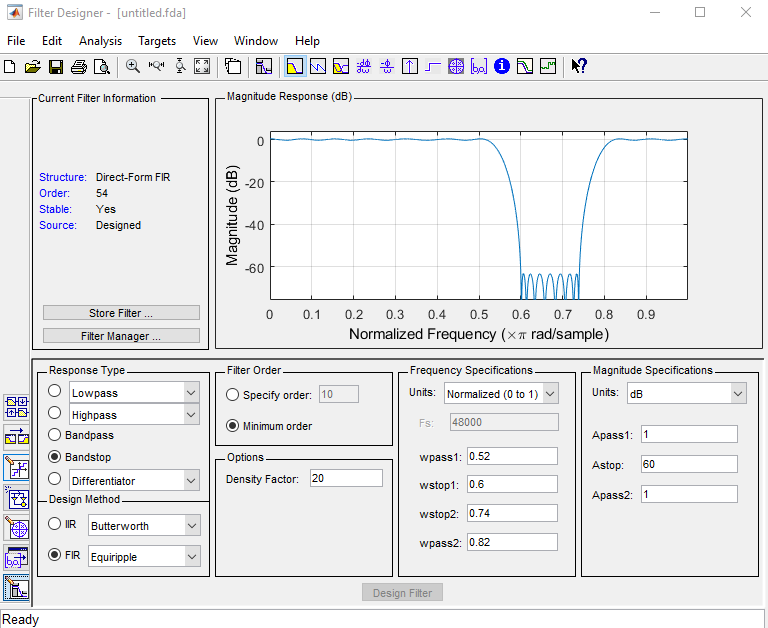 Filter Designer - [untitled.fda]
File Edit Analysis Targets View Window Help
Current Filter Information
Structure: Direct-Form FIR
Order: 54
Stable: Yes
Source: Designed
Store Filter ...
Filter Manager ...
Magnitude Response (dB)
Magnitude (dB)
0
-20
-40
-60
0 0.1 0.2 0.3 0.4 0.5 0.6 0.7 0.8 0.9
Normalized Frequency (×π rad/sample)
Response Type
Lowpass
Highpass
Bandpass
Bandstop
Differentiator
Design Method
IIR Butterworth
FIR Equiripple
Filter Order
Specify order: 10
Minimum order
Options
Density Factor: 20
Frequency Specifications
Units: Normalized (0 to 1)
Fs: 48000
wpass1: 0.52
wstop1: 0.6
wstop2: 0.74
wpass2: 0.82
Magnitude Specifications
Units: dB
Apass1: 1
Astop: 60
Apass2: 1
Design Filter
Ready